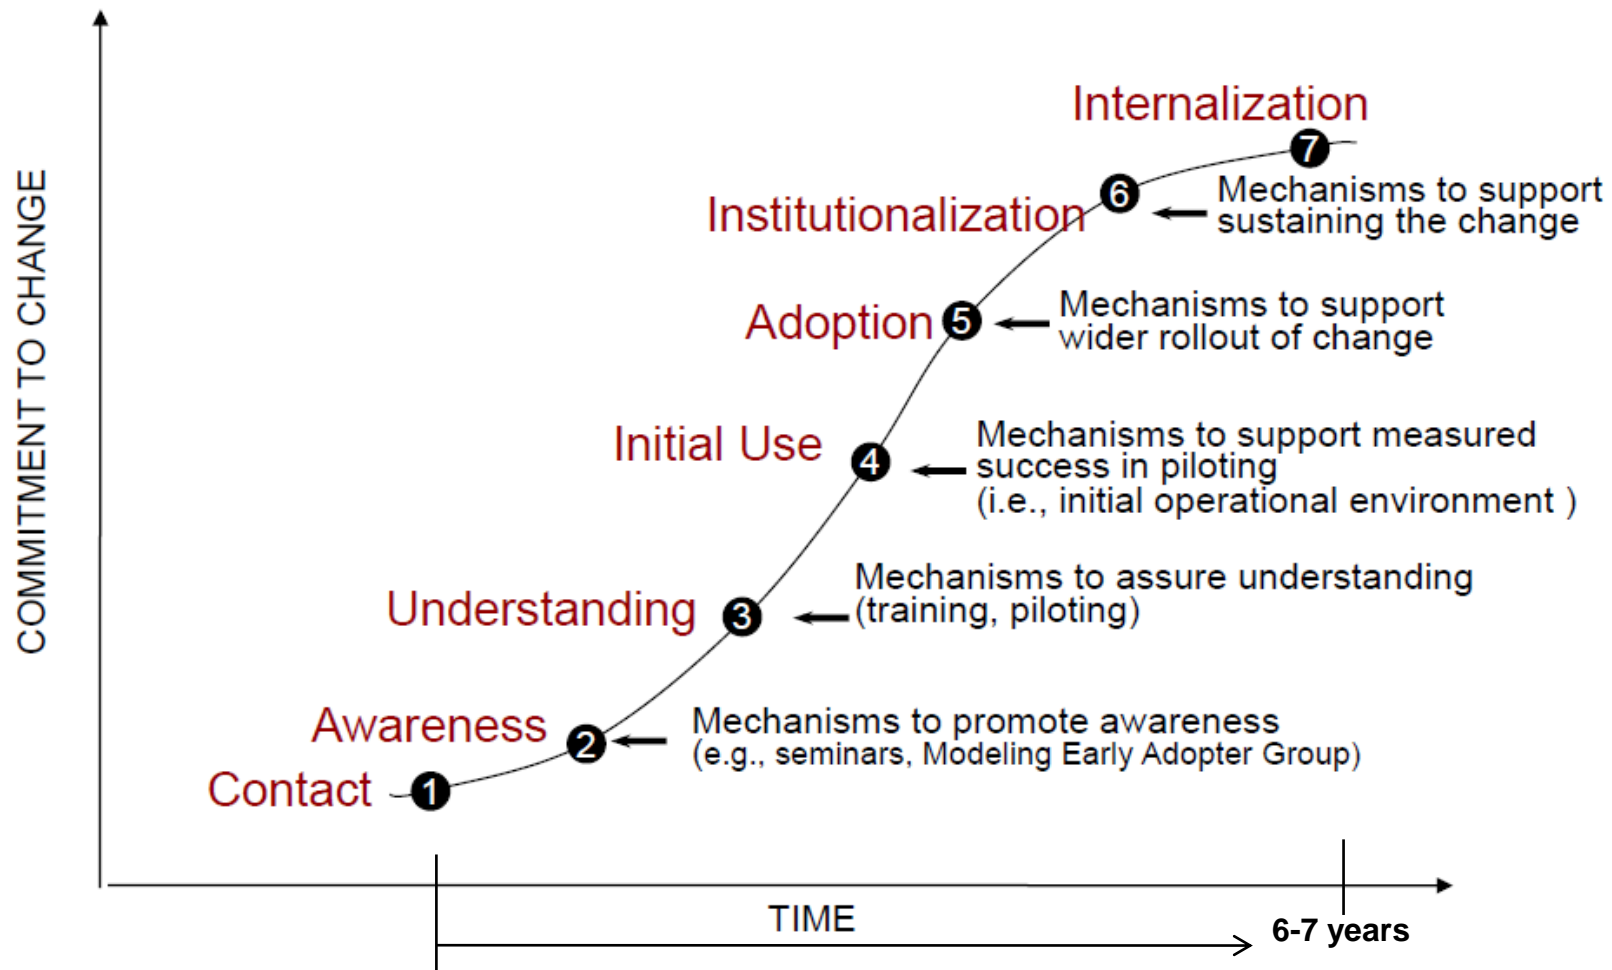 COMMITMENT TO CHANGE
Internalization
7
6
Mechanisms to support
sustaining the change
Institutionalization
Adoption
5
Mechanisms to support
wider rollout of change
Initial Use
4
Mechanisms to support measured
success in piloting
(i.e., initial operational environment )
Understanding
3
Mechanisms to assure understanding
(training, piloting)
Awareness
2
Mechanisms to promote awareness
(e.g., seminars, Modeling Early Adopter Group)
Contact
1
TIME
6-7 years